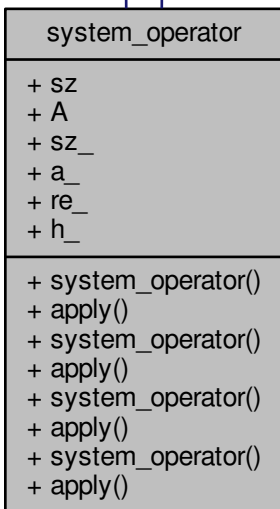 system_operator
+ sz
+ A
+ sz_
+ a_
+ re_
+ h_
+ system_operator()
+ apply()
+ system_operator()
+ apply()
+ system_operator()
+ apply()
+ system_operator()
+ apply()